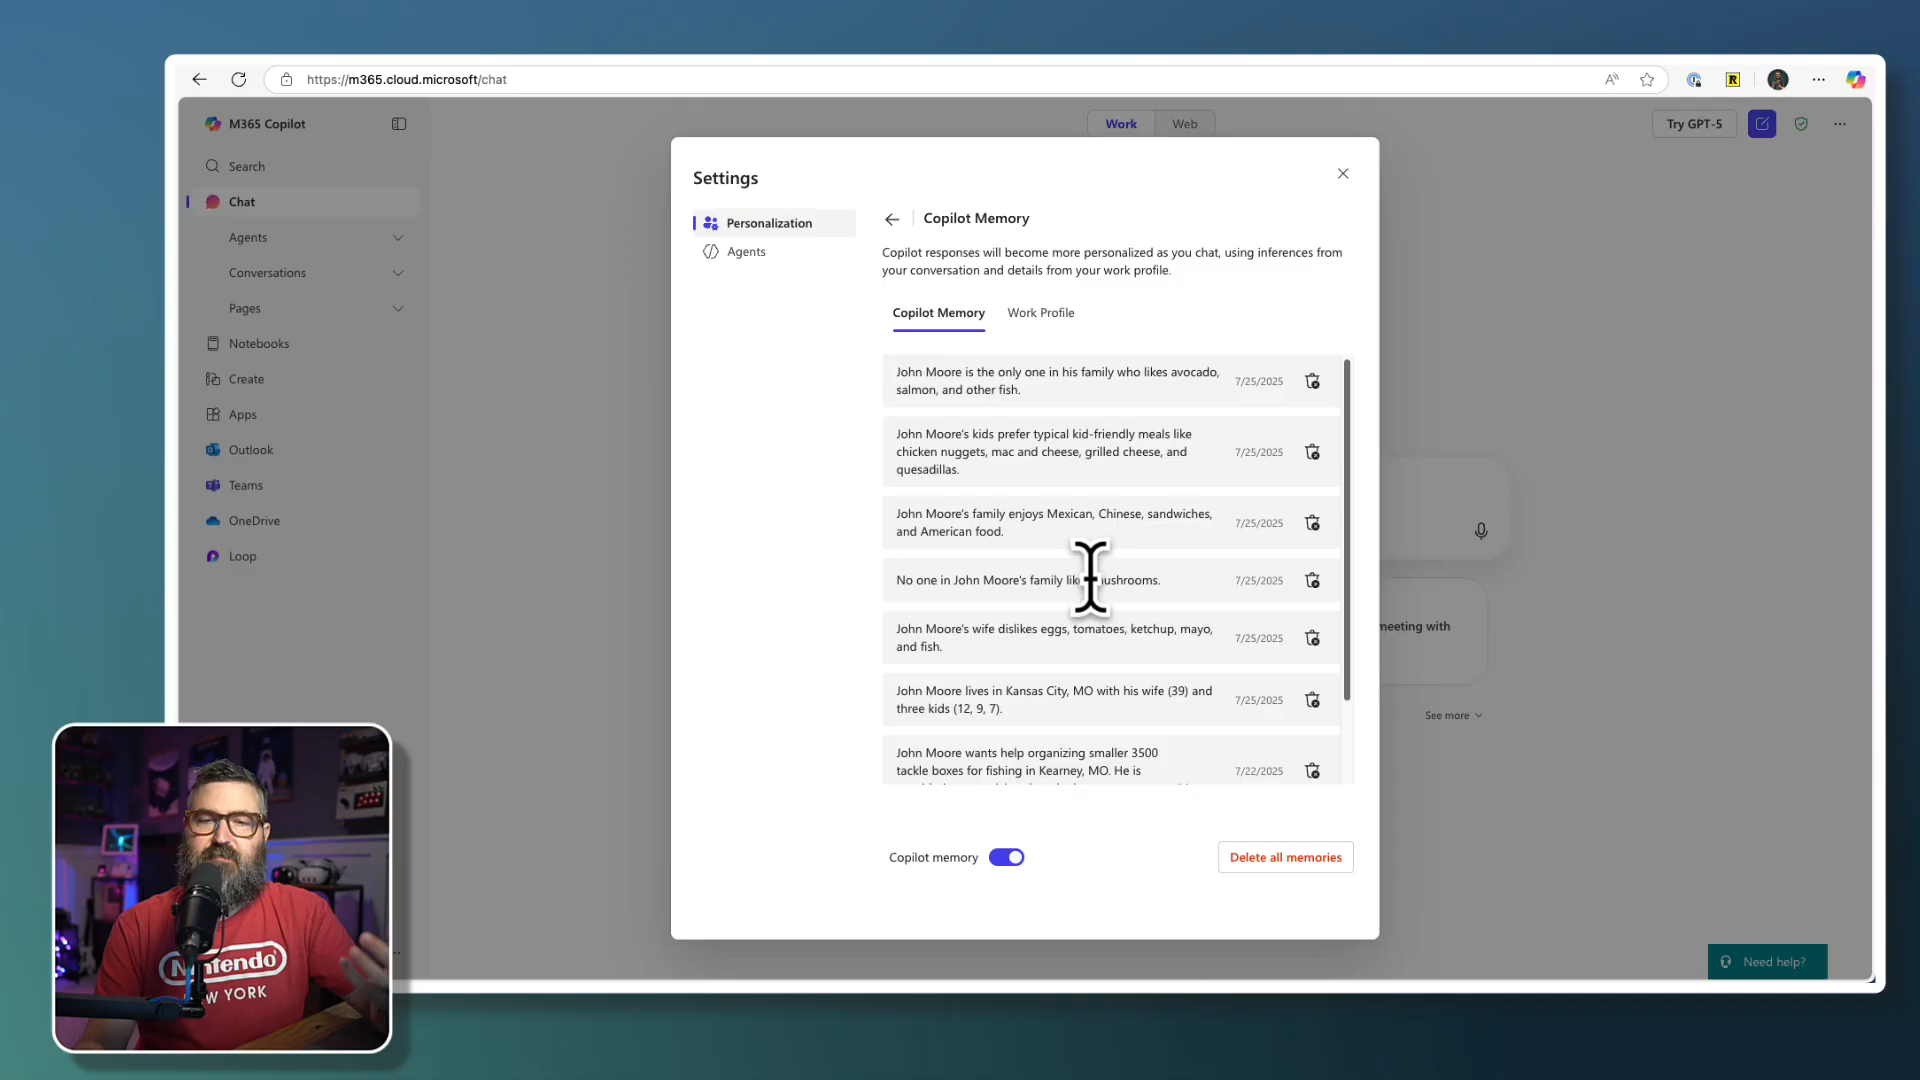 https://m365.cloud.microsoft/chat
M365 Copilot
Search
Chat
Agents
Conversations
Pages
Notebooks
Create
Apps
Outlook
Teams
OneDrive
Loop
Work
Web
Try GPT-5
Settings
Personalization
Agents
Copilot Memory
Copilot responses will become more personalized as you chat, using inferences from
your conversation and details from your work profile.
Copilot Memory
Work Profile
John Moore is the only one in his family who likes avocado,
salmon, and other fish.
7/25/2025
John Moore's kids prefer typical kid-friendly meals like
chicken nuggets, mac and cheese, grilled cheese, and
quesadillas.
7/25/2025
John Moore's family enjoys Mexican, Chinese, sandwiches,
and American food.
7/25/2025
No one in John Moore's family
7/25/2025
John Moore's wife dislikes eggs, tomatoes, ketchup, mayo,
and fish.
7/25/2025
John Moore lives in Kansas City, MO with his wife (39) and
three kids (12, 9, 7).
7/25/2025
John Moore wants help organizing smaller 3500
tackle boxes for fishing in Kearney, MO. He is
7/22/2025
Copilot memory
Delete all memories
meeting with
See more
Need help?
R
Nintendo
YORK